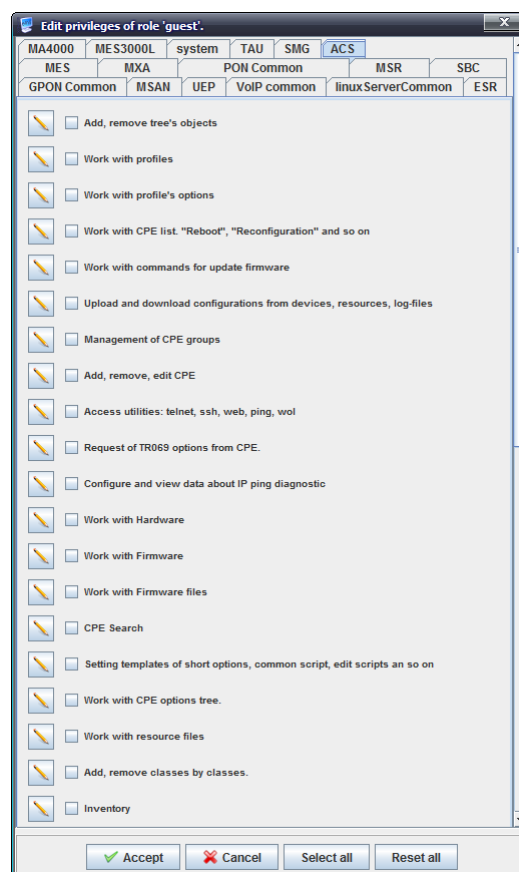 Edit privileges of role 'guest'.
MA4000 MES3000L system TAU SMG ACS
MES MXA PON Common MSR SBC
GPON Common MSAN UEP VoIP common linuxServerCommon ESR
Add, remove tree's objects
Work with profiles
Work with profile's options
Work with CPE list. "Reboot", "Reconfiguration" and so on
Work with commands for update firmware
Upload and download configurations from devices, resources, log-files
Management of CPE groups
Add, remove, edit CPE
Access utilities: telnet, ssh, web, ping, wol
Request of TR069 options from CPE.
Configure and view data about IP ping diagnostic
Work with Hardware
Work with Firmware
Work with Firmware files
CPE Search
Setting templates of short options, common script, edit scripts an so on
Work with CPE options tree.
Work with resource files
Add, remove classes by classes.
Inventory
Accept Cancel Select all Reset all